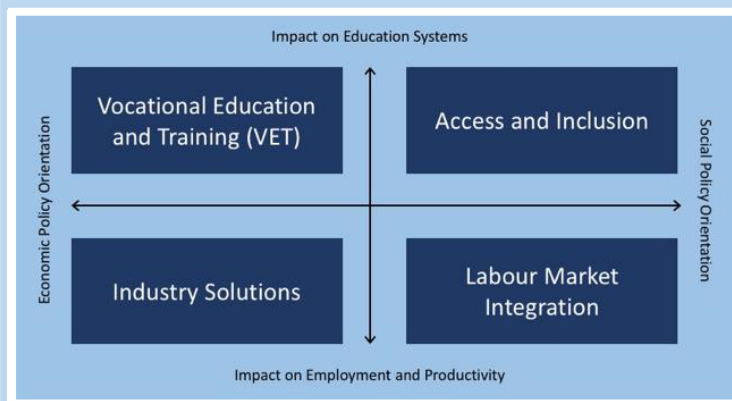 Impact on Education Systems
Vocational Education
and Training (VET)
Access and Inclusion
Economic Policy Orientation
Social Policy Orientation
Industry Solutions
Labour Market
Integration
Impact on Employment and Productivity